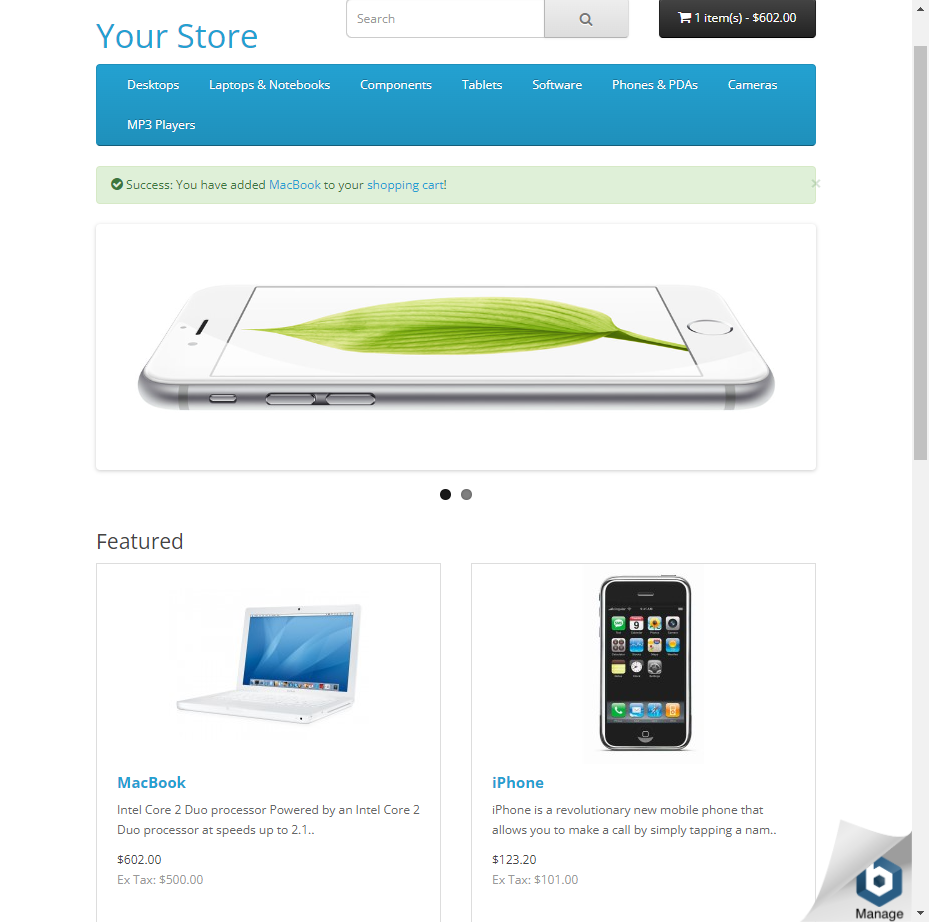 Your Store
Search
1 item(s) - $602.00
Desktops
Laptops & Notebooks
Components
Tablets
Software
Phones & PDAs
Cameras
MP3 Players
Success: You have added MacBook to your shopping cart!
×
Featured
MacBook
Intel Core 2 Duo processor Powered by an Intel Core 2
Duo processor at speeds up to 2.1..
$602.00
Ex Tax: $500.00
iPhone
iPhone is a revolutionary new mobile phone that
allows you to make a call by simply tapping a nam..
$123.20
Ex Tax: $101.00
Manage